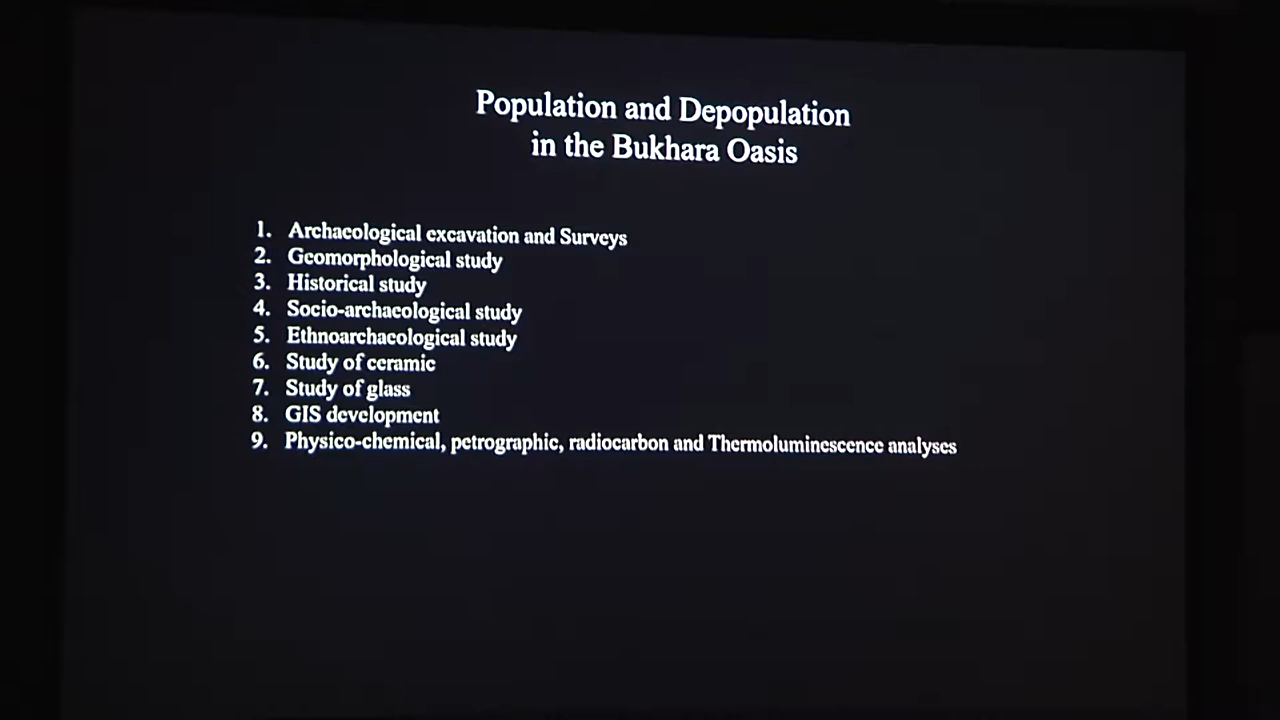 Population and Depopulation
in the Bukhara Oasis
1. Archaeological excavation and Surveys
2. Geomorphological study
3. Historical study
4. Socio-archaeological study
5. Ethnoarchaeological study
6. Study of ceramic
7. Study of glass
8. GIS development
9. Physico-chemical, petrographic, radiocarbon and Thermoluminescence analyses